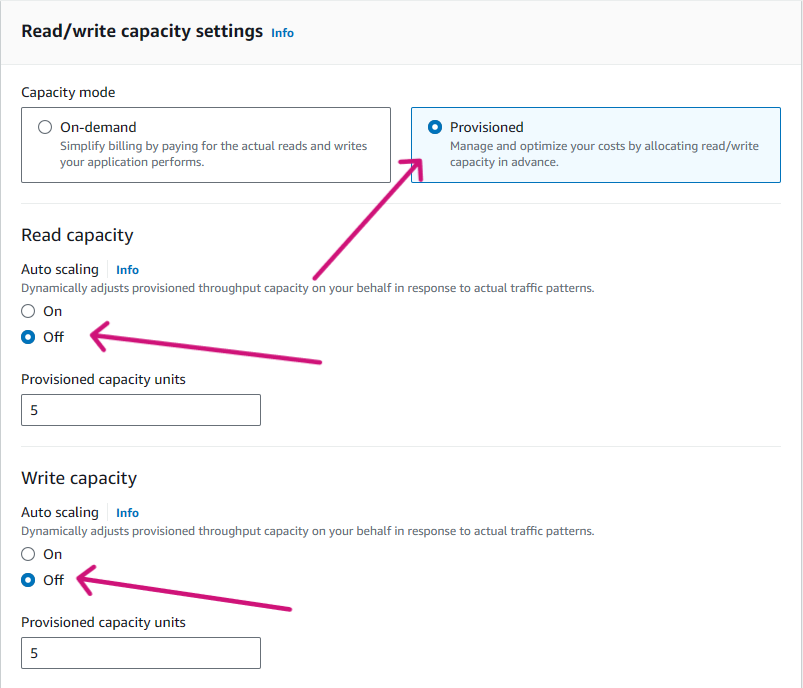 Read/write capacity settings Info
Capacity mode
On-demand
Simplify billing by paying for the actual reads and writes
your application performs.
Provisioned
Manage and optimize your costs by allocating read/write
capacity in advance.
Read capacity
Auto scaling Info
Dynamically adjusts provisioned throughput capacity on your behalf in response to actual traffic patterns.
On
Off
Provisioned capacity units
5
Write capacity
Auto scaling Info
Dynamically adjusts provisioned throughput capacity on your behalf in response to actual traffic patterns.
On
Off
Provisioned capacity units
5